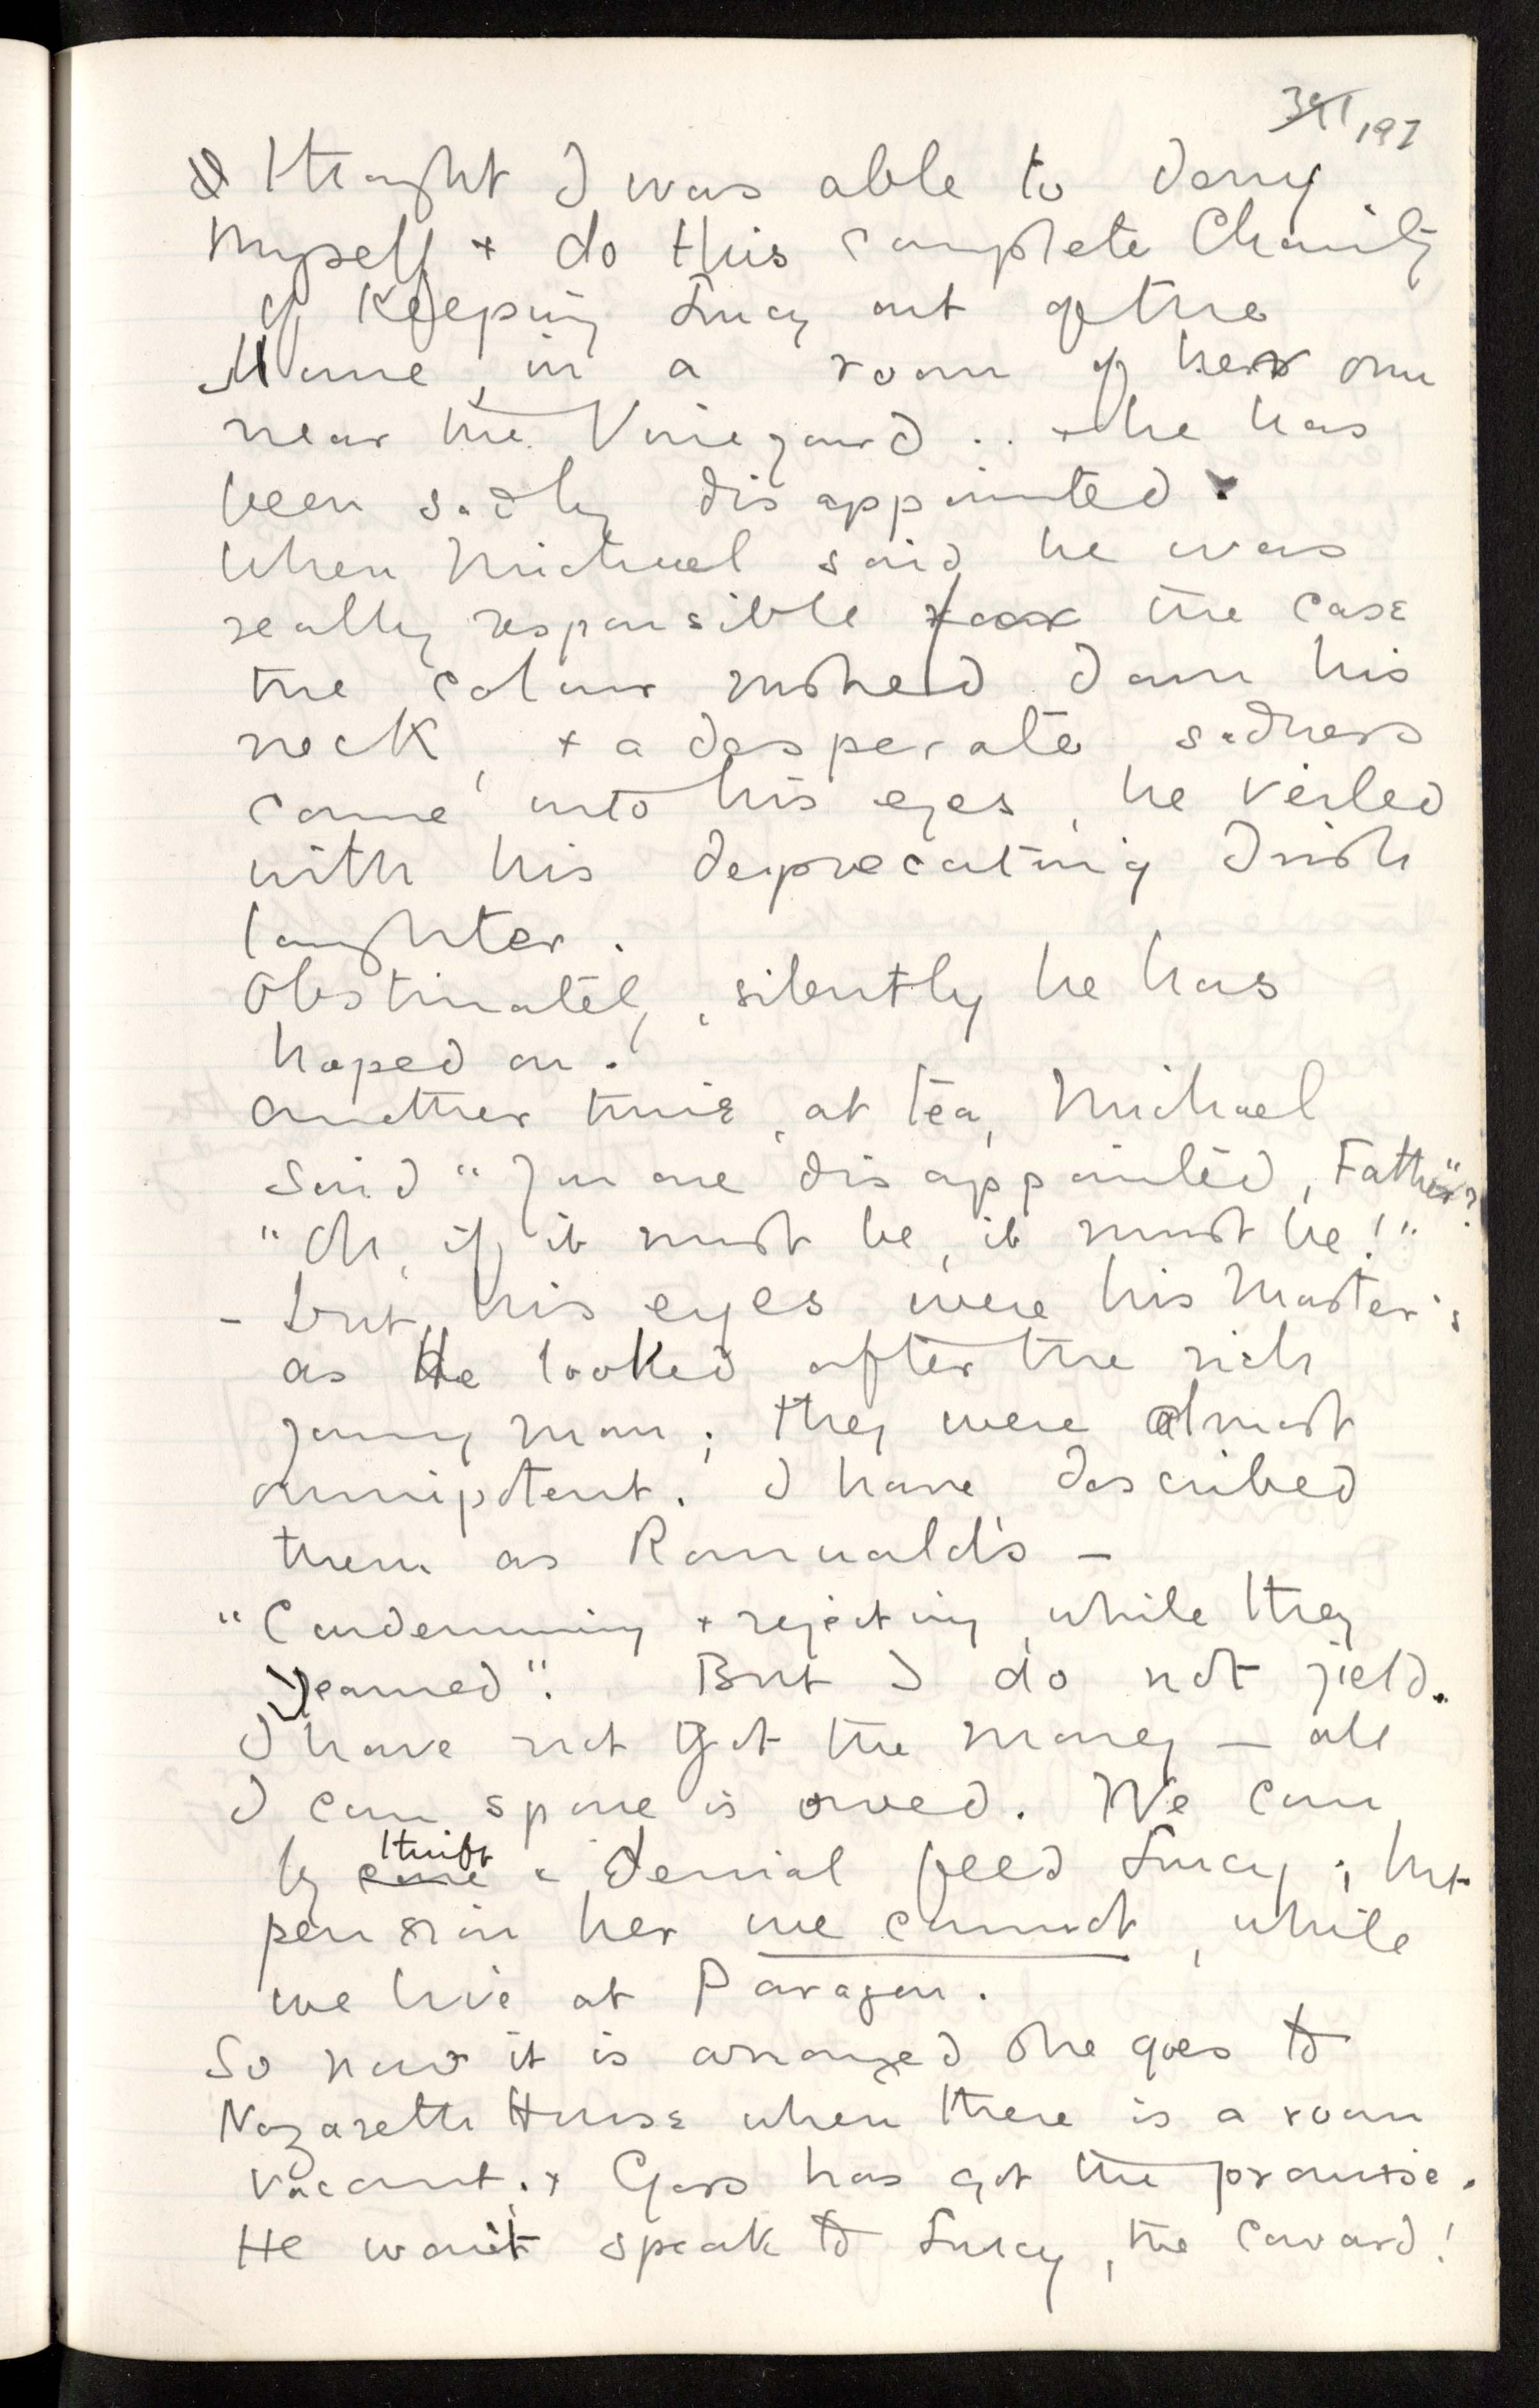 391 197
I thought I was able to deny
myself + do this complete Charity
of Keeping Lucy out of the
Home, in a room of her own
near the Vineyard .. + he has
been sadly disappointed.
When Michael said he was
really responsible for the case
the colour rushed down his
neck, + a desperate sadness
came into his eyes, he veiled
with his deprecating Irish
laughter.
Obstinately, silently he has
hoped on.
Another time, at tea, Michael
said "You are disappointed, Father"?
"Oh, if it must be, it must be!"
- but his eyes were his Master's
as He looked after the rich
young man; they were almost
omnipotent. I have described
them as Romuald's -
"Condemning + rejecting, while they
yearned". But I do not yield.
I have not got the money - all
I can spare is owed. We can
thrift
by care + denial feed Lucy; but
pension her we cannot, while
we live at Paragon.
So now it is arranged she goes to
Nazareth House when there is a room
vacant. + Goss has got the promise.
He won't speak to Lucy, the coward!